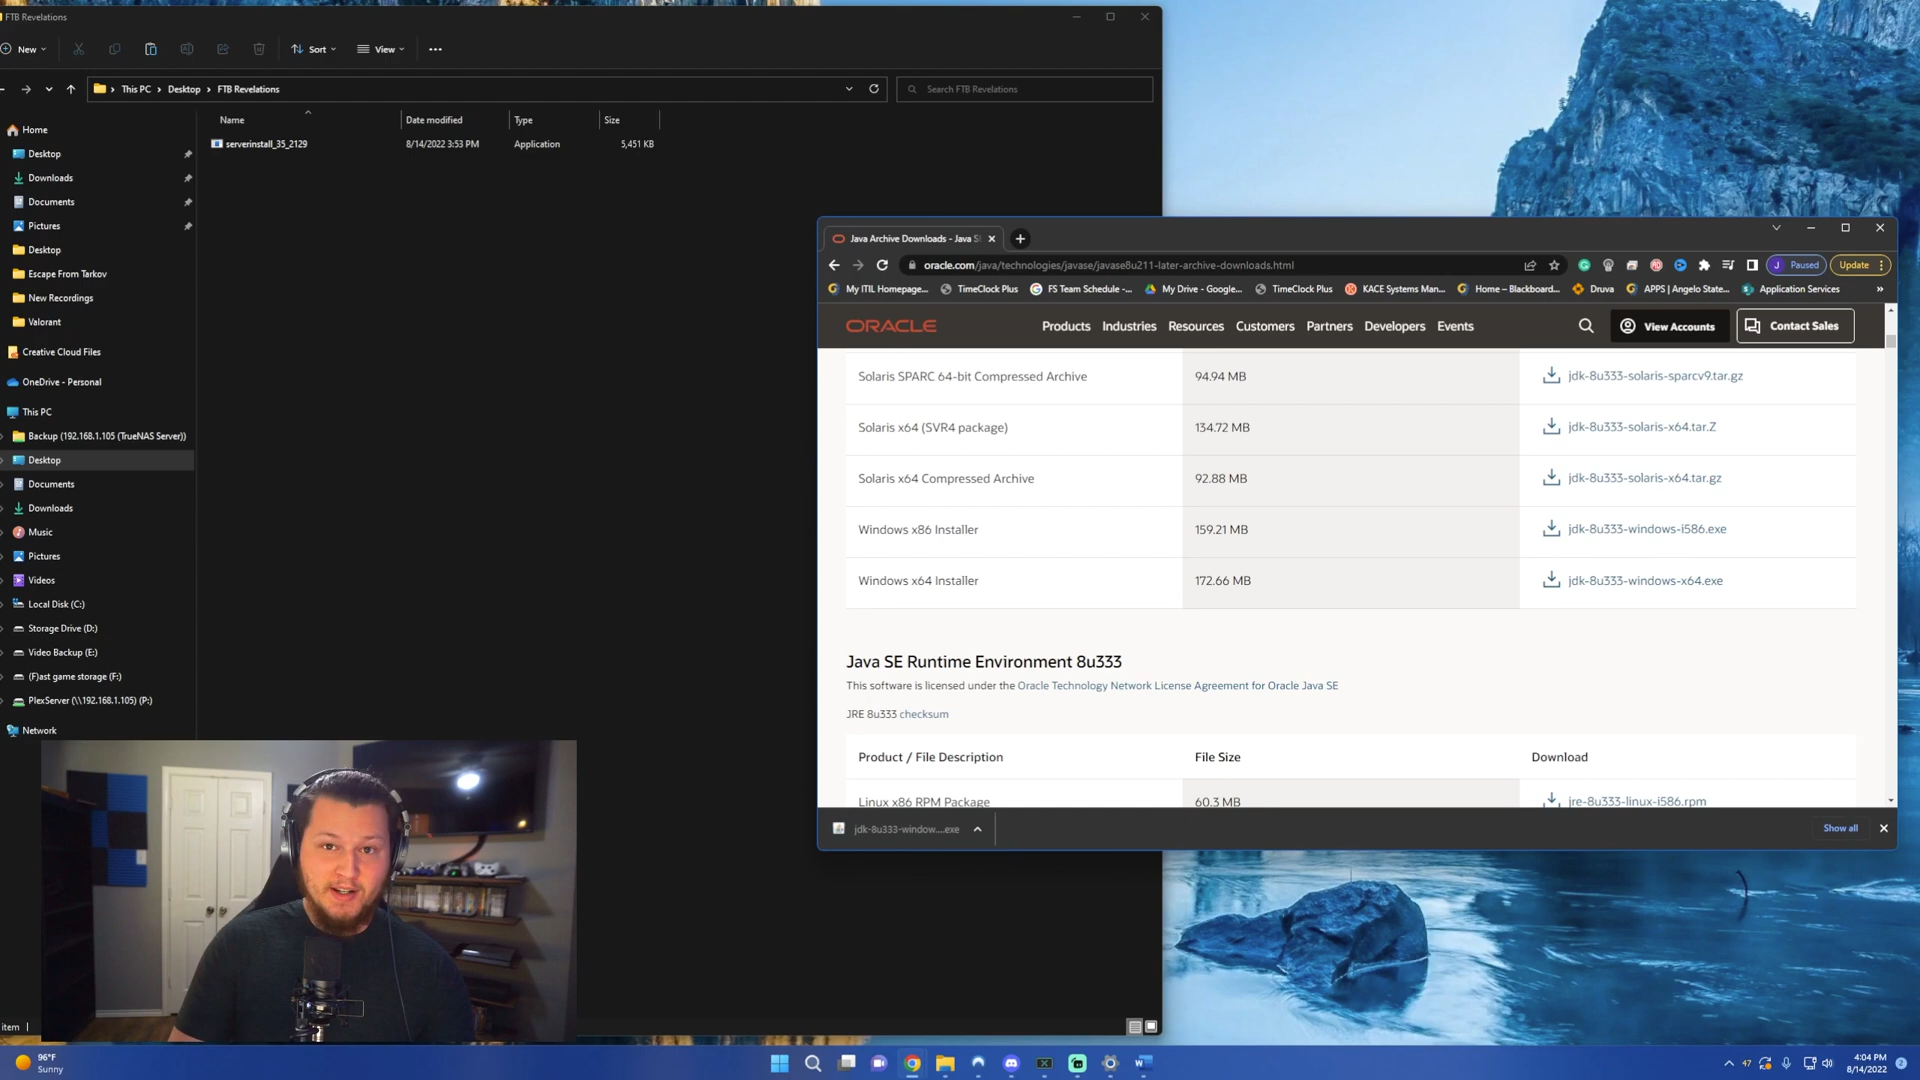 FTB Revelations
New
Sort
View
This PC > Desktop > FTB Revelations
Search FTB Revelations
Name
Date modified
Type
Size
serverinstall_35_2129
8/14/2022 3:53 PM
Application
5,451 KB
Home
Desktop
Downloads
Documents
Pictures
Desktop
Escape From Tarkov
New Recordings
Valorant
Creative Cloud Files
OneDrive - Personal
This PC
Backup (192.168.1.105 (TrueNAS Server))
Desktop
Documents
Downloads
Music
Pictures
Videos
Local Disk (C:)
Storage Drive (D:)
Video Backup (E:)
(F)ast game storage (F:)
PlexServer (\\192.168.1.105) (P:)
Network
item
Java Archive Downloads - Java S
oracle.com/java/technologies/javase/javase8u211-later-archive-downloads.html
J Paused
Update
My ITIL Homepage...
TimeClock Plus
FS Team Schedule -...
My Drive - Google...
TimeClock Plus
KACE Systems Man...
Home – Blackboard...
Druva
APPS | Angelo State...
Application Services
»
ORACLE
Products
Industries
Resources
Customers
Partners
Developers
Events
View Accounts
Contact Sales
Solaris SPARC 64-bit Compressed Archive
94.94 MB
jdk-8u333-solaris-sparcv9.tar.gz
Solaris x64 (SVR4 package)
134.72 MB
jdk-8u333-solaris-x64.tar.Z
Solaris x64 Compressed Archive
92.88 MB
jdk-8u333-solaris-x64.tar.gz
Windows x86 Installer
159.21 MB
jdk-8u333-windows-i586.exe
Windows x64 Installer
172.66 MB
jdk-8u333-windows-x64.exe
Java SE Runtime Environment 8u333
This software is licensed under the Oracle Technology Network License Agreement for Oracle Java SE
JRE 8u333 checksum
Product / File Description
File Size
Download
Linux x86 RPM Package
60.3 MB
jre-8u333-linux-i586.rpm
jdk-8u333-window....exe
Show all
96°F
Sunny
47
4:04 PM
8/14/2022
2